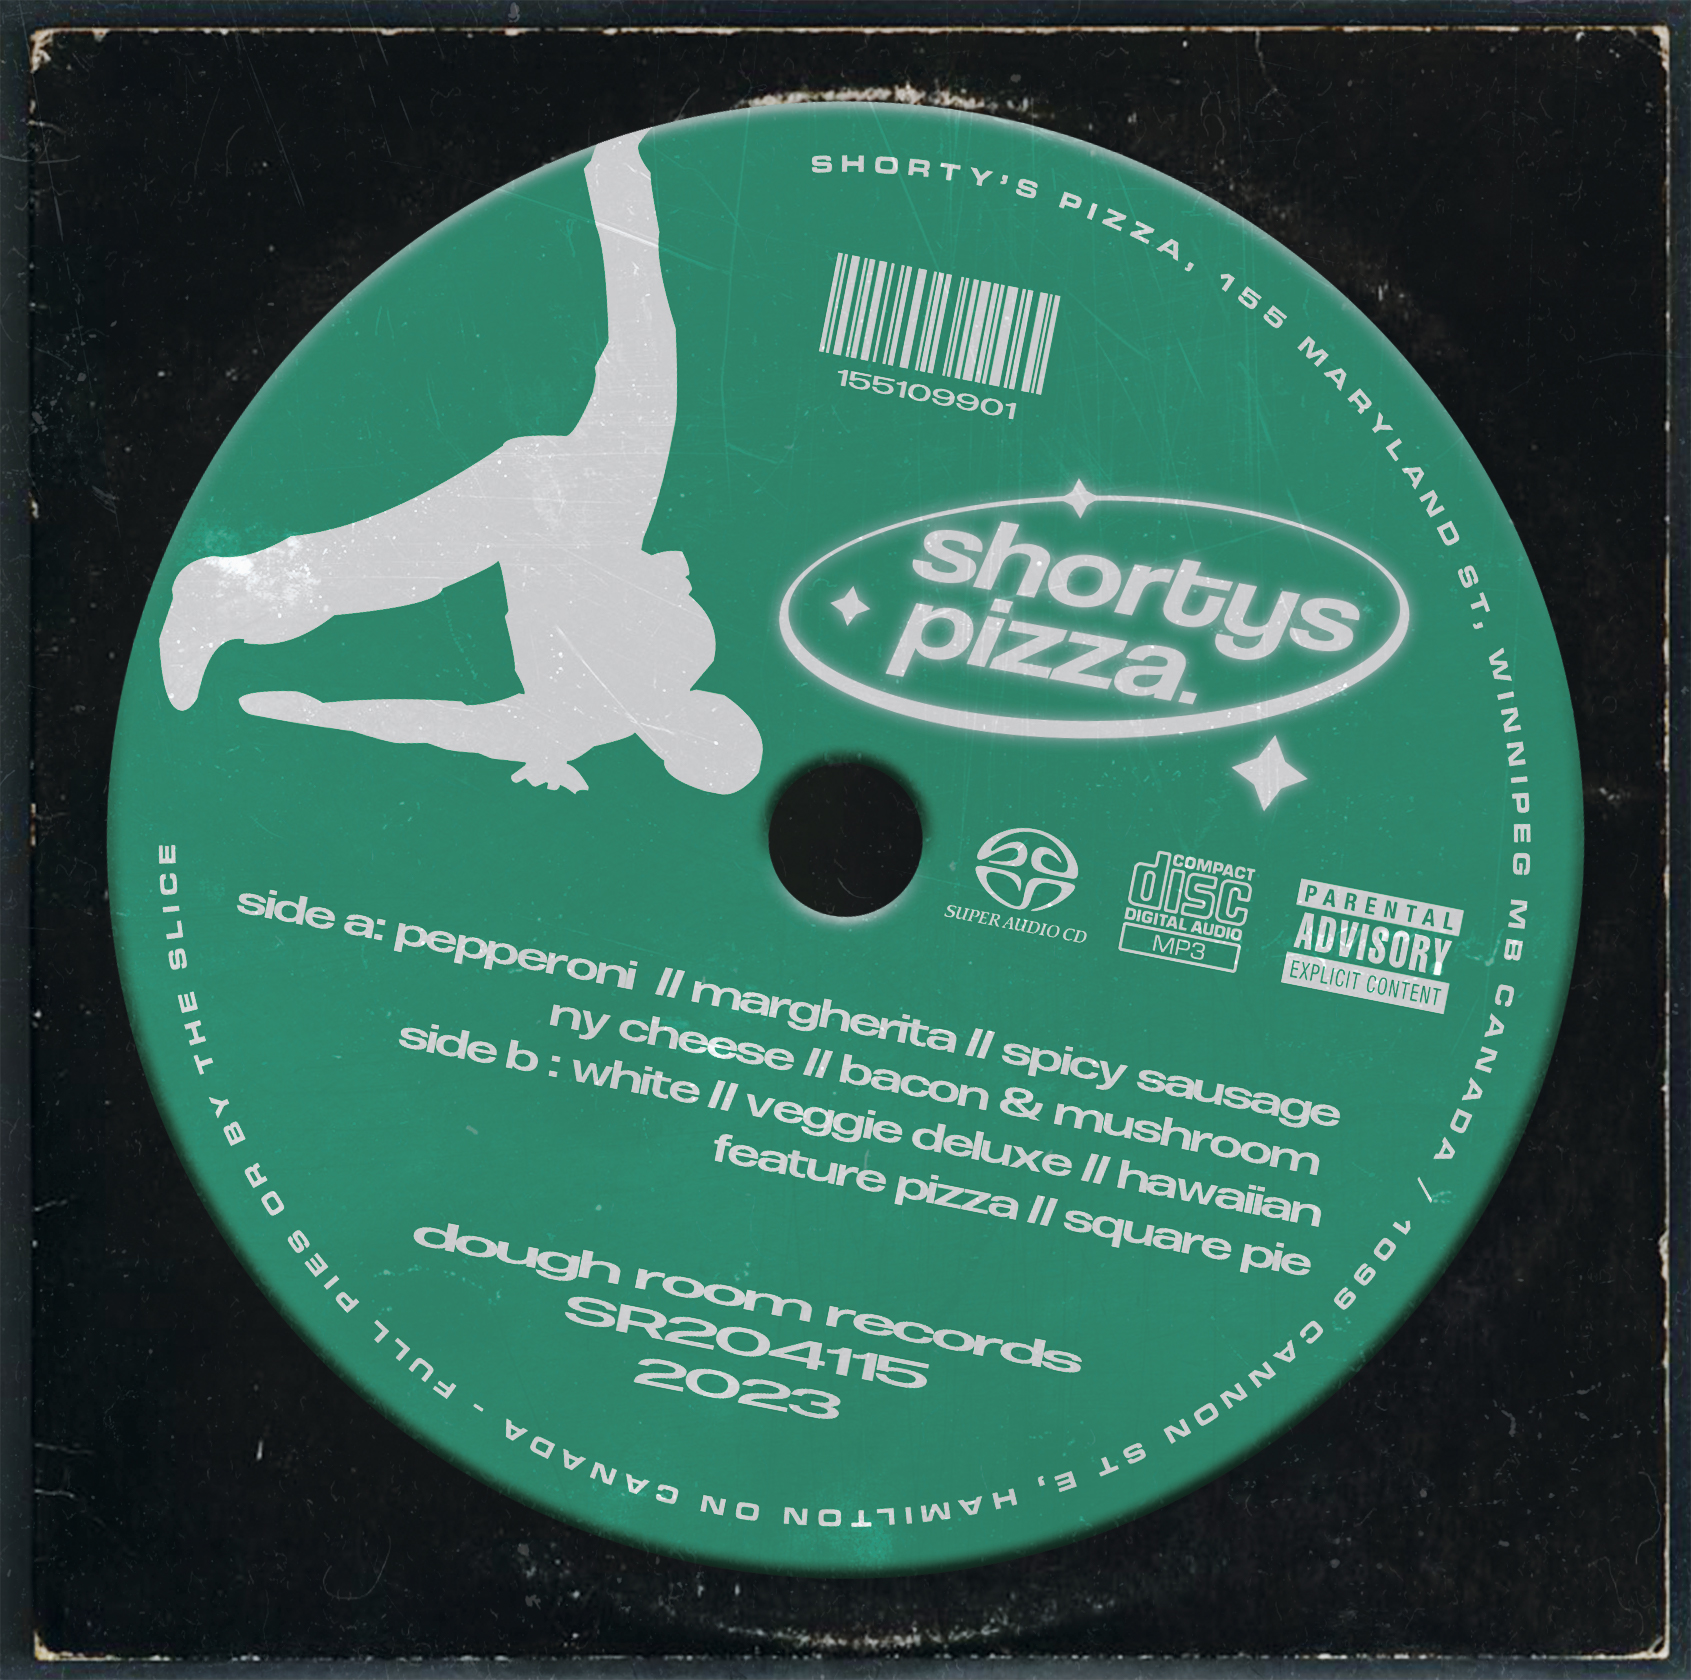 SHORTY'S PIZZA, 155 MARYLAND ST, WINNIPEG MB CANADA / 1099 CANNON ST E, HAMILTON ON CANADA - FULL PIES OR BY THE SLICE
155109901
shortys
pizza.
SUPER AUDIO CD
COMPACT
disc
DIGITAL AUDIO
MP3
PARENTAL
ADVISORY
EXPLICIT CONTENT
side a: pepperoni // margherita // spicy sausage
ny cheese // bacon & mushroom
side b : white // veggie deluxe // hawaiian
feature pizza // square pie
dough room records
SR204115
2023